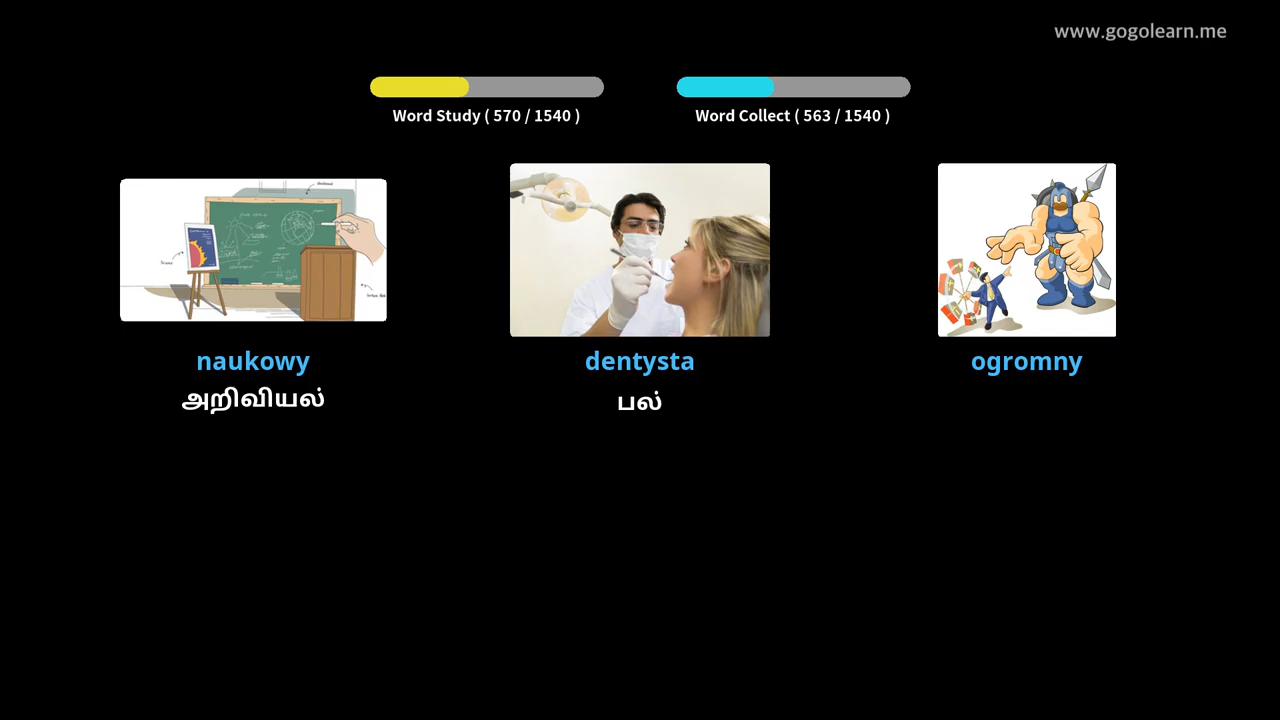 www.gogolearn.me
Word Study ( 570 / 1540 )
Word Collect ( 563 / 1540 )
naukowy
dentysta
ogromny
அறிவியல்
பல்